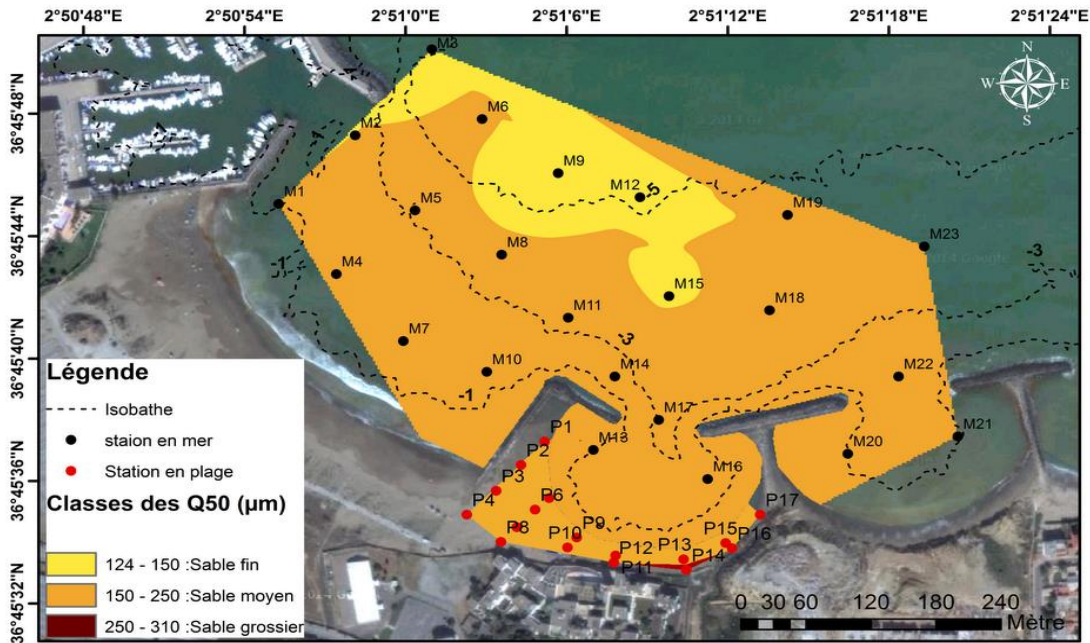 2°50'48"E 2°50'54"E 2°51'0"E 2°51'6"E 2°51'12"E 2°51'18"E 2°51'24"E
36°45'48"N
36°45'44"N
36°45'40"N
36°45'36"N
36°45'32"N
N
W E
S
M3
M6
M2
M9
M12
-5
M1
M5
M19
M23
M8
-1
M4
M15
-3
M18
M11
M7
-3
M10
M14
M22
-1
M17
M21
P1
M13
M20
P2
P3
M16
P4
P6
P17
P8
P9
P10
P15
P16
P12
P13
P14
P11
Légende
Isobathe
staion en mer
Station en plage
Classes des Q50 (µm)
124 - 150 :Sable fin
150 - 250 :Sable moyen
250 - 310 :Sable grossier
0 30 60 120 180 240
Mètre